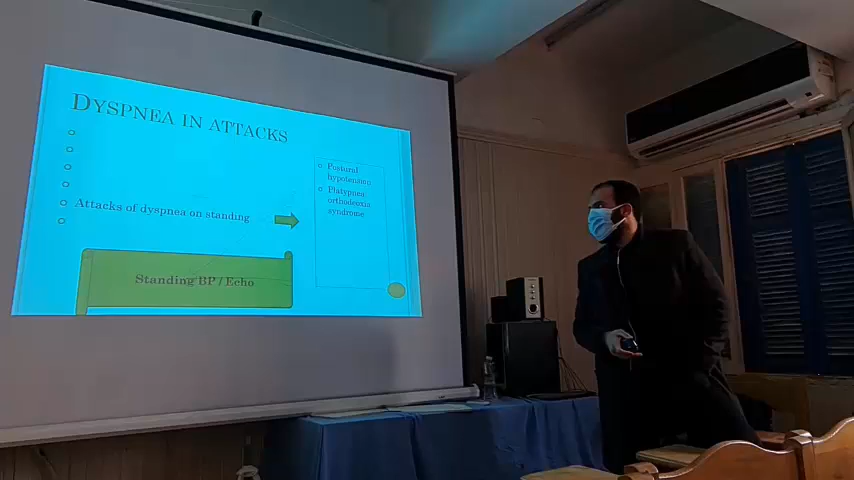 DYSPNEA IN ATTACKS
Attacks of dyspnea on standing
Postural
hypotension
Platypnea
orthodeoxia
syndrome
Standing BP / Echo